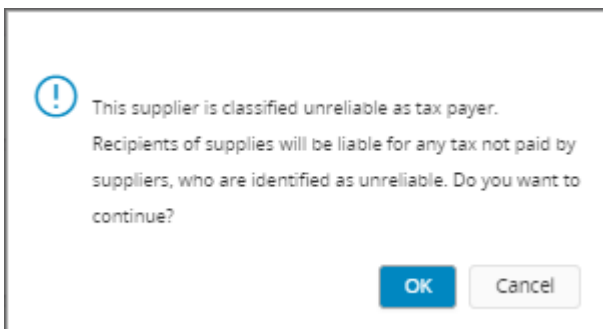 This supplier is classified unreliable as tax payer.
Recipients of supplies will be liable for any tax not paid by
suppliers, who are identified as unreliable. Do you want to
continue?
OK
Cancel